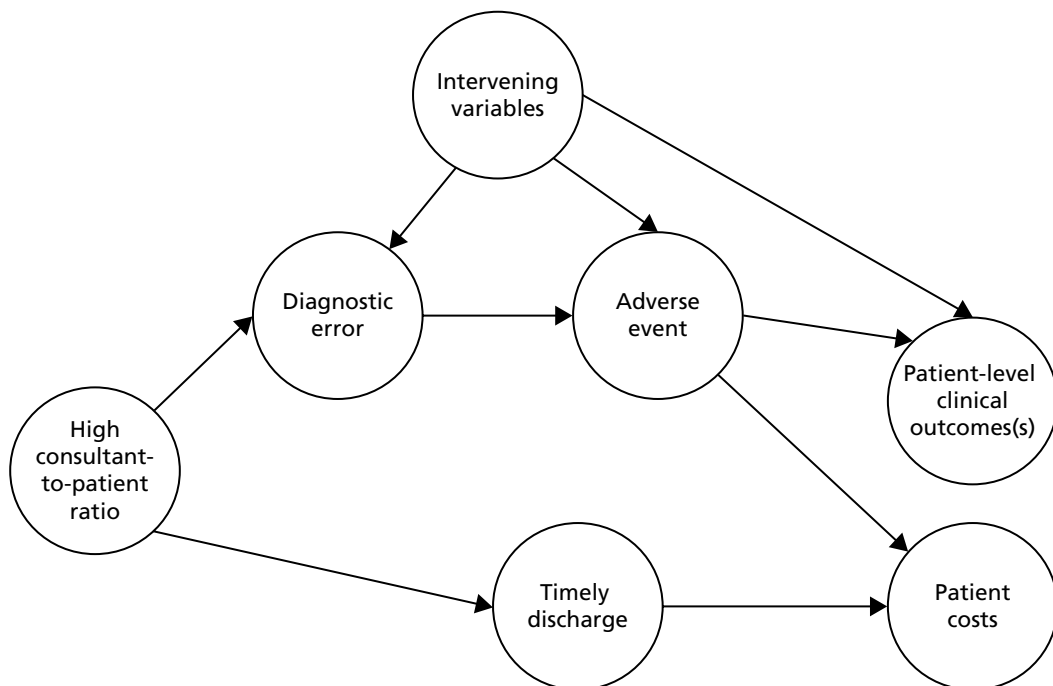 Intervening
variables
Diagnostic
error
Adverse
event
Patient-level
clinical
outcomes(s)
High
consultant-
to-patient
ratio
Timely
discharge
Patient
costs